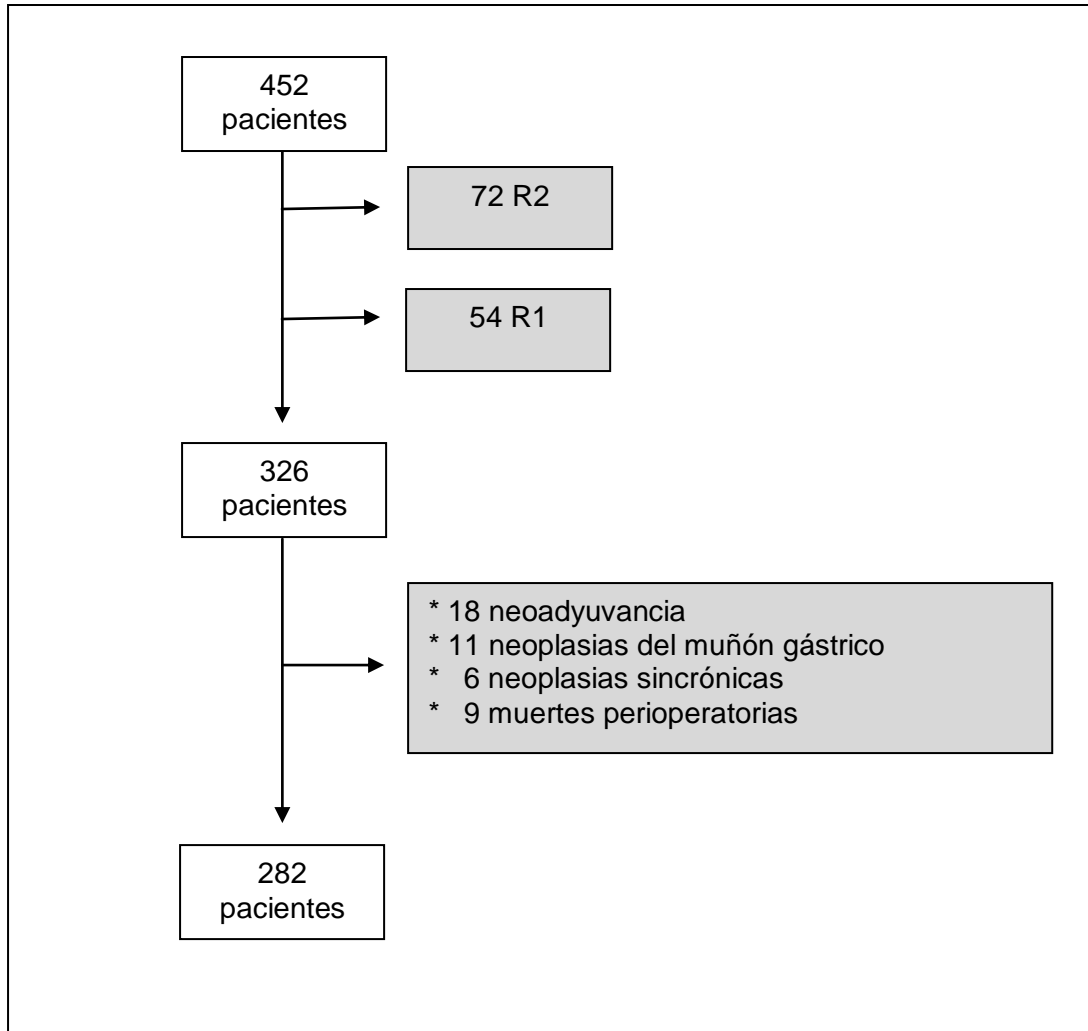 452
pacientes
72 R2
54 R1
326
pacientes
* 18 neoadyuvancia
* 11 neoplasias del muñón gástrico
*   6 neoplasias sincrónicas
*   9 muertes perioperatorias
282
pacientes